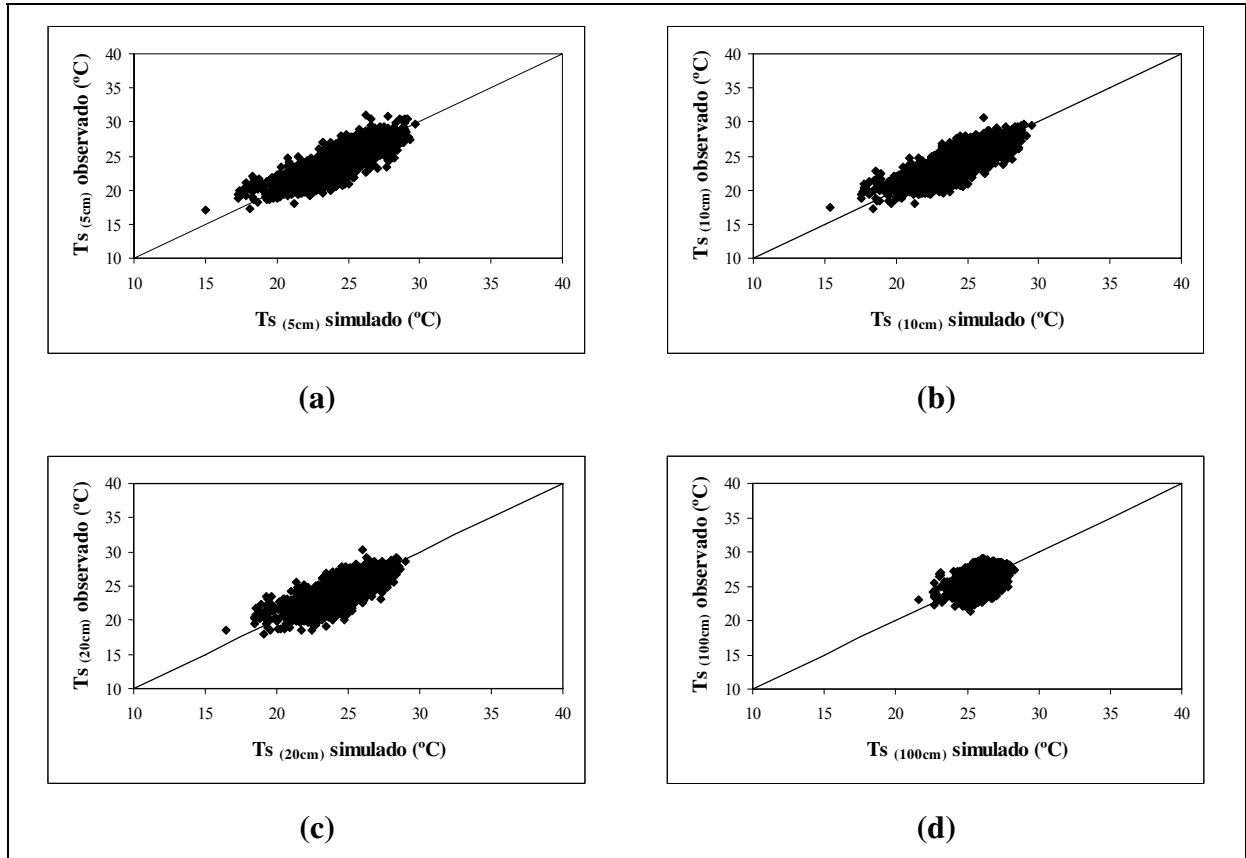 40
35
30
25
20
15
10
Ts (5cm) observado (ºC)
10 15 20 25 30 35 40
Ts (5cm) simulado (ºC)
(a)
40
35
30
25
20
15
10
Ts (10cm) observado (ºC)
10 15 20 25 30 35 40
Ts (10cm) simulado (ºC)
(b)
40
35
30
25
20
15
10
Ts (20cm) observado (ºC)
10 15 20 25 30 35 40
Ts (20cm) simulado (ºC)
(c)
40
35
30
25
20
15
10
Ts (100cm) observado (ºC)
10 15 20 25 30 35 40
Ts (100cm) simulado (ºC)
(d)